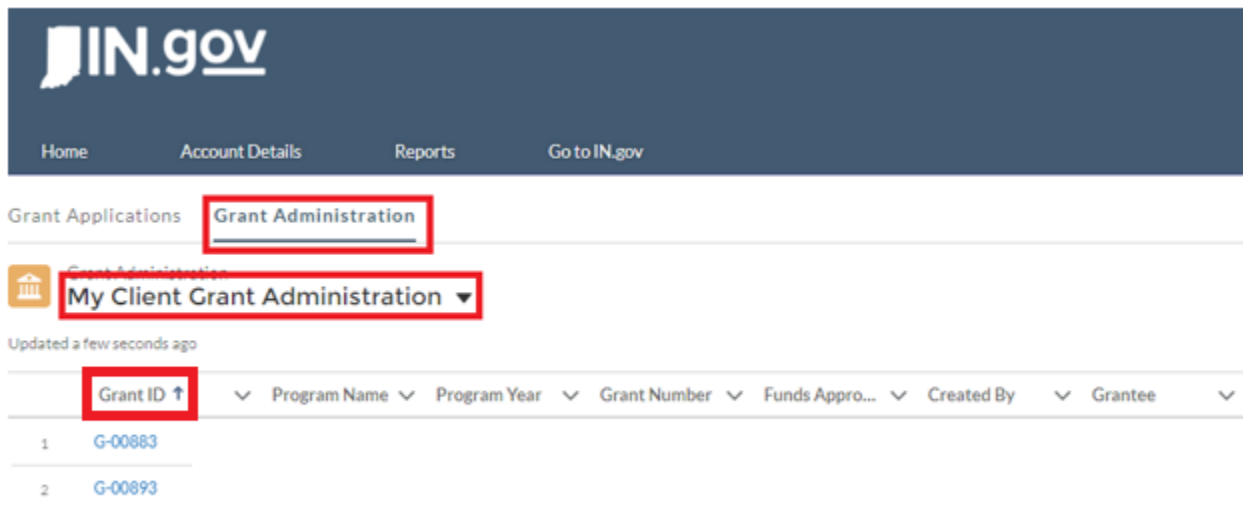 IN.gov
Home Account Details Reports Go to IN.gov
Grant Applications Grant Administration
Grant Administration
My Client Grant Administration
Updated a few seconds ago
Grant ID Program Name Program Year Grant Number Funds Appro... Created By Grantee
1 G-00883
2 G-00893